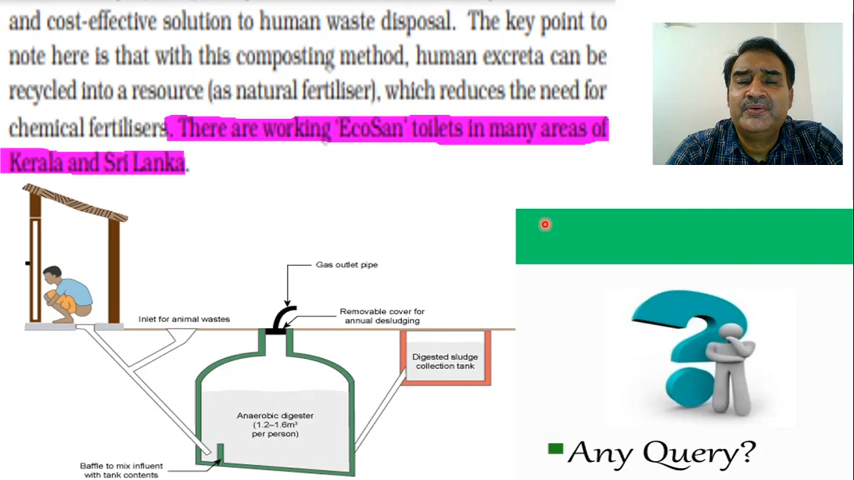 and cost-effective solution to human waste disposal. The key point to
note here is that with this composting method, human excreta can be
recycled into a resource (as natural fertiliser), which reduces the need for
chemical fertilisers. There are working 'EcoSan' toilets in many areas of
Kerala and Sri Lanka.
Gas outlet pipe
Removable cover for
annual desludging
Inlet for animal wastes
Digested sludge
collection tank
Anaerobic digester
(1.2–1.6m³
per person)
Baffle to mix influent
with tank contents
Any Query?